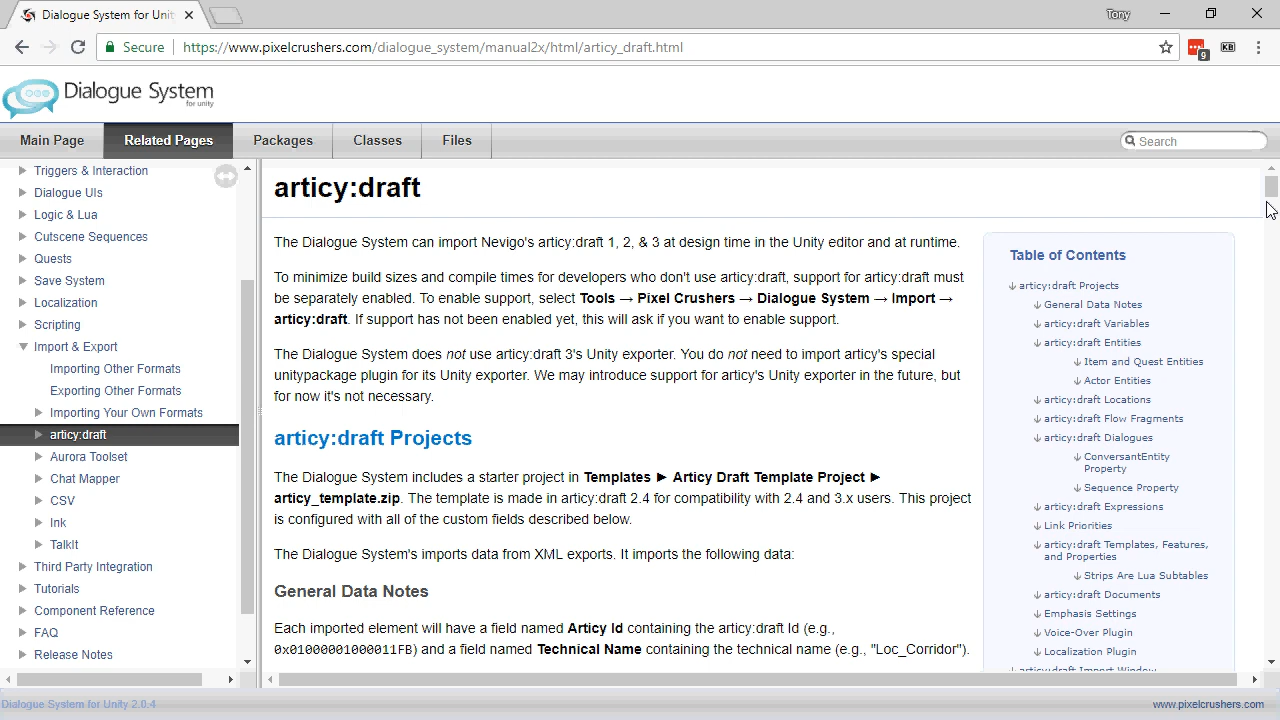 Dialogue System for Unit
Tony
Secure
https://www.pixelcrushers.com/dialogue_system/manual2x/html/articy_draft.html
9
KB
Dialogue System
for unity
Main Page
Related Pages
Packages
Classes
Files
Search
Triggers & Interaction
Dialogue UIs
Logic & Lua
Cutscene Sequences
Quests
Save System
Localization
Scripting
Import & Export
Importing Other Formats
Exporting Other Formats
Importing Your Own Formats
articy:draft
Aurora Toolset
Chat Mapper
CSV
Ink
TalkIt
Third Party Integration
Tutorials
Component Reference
FAQ
Release Notes
articy:draft
The Dialogue System can import Nevigo's articy:draft 1, 2, & 3 at design time in the Unity editor and at runtime.
To minimize build sizes and compile times for developers who don't use articy:draft, support for articy:draft must
be separately enabled. To enable support, select Tools → Pixel Crushers → Dialogue System → Import →
articy:draft. If support has not been enabled yet, this will ask if you want to enable support.
The Dialogue System does not use articy:draft 3's Unity exporter. You do not need to import articy's special
unitypackage plugin for its Unity exporter. We may introduce support for articy's Unity exporter in the future, but
for now it's not necessary.
articy:draft Projects
The Dialogue System includes a starter project in Templates ► Articy Draft Template Project ►
articy_template.zip. The template is made in articy:draft 2.4 for compatibility with 2.4 and 3.x users. This project
is configured with all of the custom fields described below.
The Dialogue System's imports data from XML exports. It imports the following data:
General Data Notes
Each imported element will have a field named Articy Id containing the articy:draft Id (e.g.,
0x01000001000011FB) and a field named Technical Name containing the technical name (e.g., "Loc_Corridor").
Table of Contents
↓ articy:draft Projects
↓ General Data Notes
↓ articy:draft Variables
↓ articy:draft Entities
↓ Item and Quest Entities
↓ Actor Entities
↓ articy:draft Locations
↓ articy:draft Flow Fragments
↓ articy:draft Dialogues
↓ ConversantEntity
Property
↓ Sequence Property
↓ articy:draft Expressions
↓ Link Priorities
↓ articy:draft Templates, Features,
and Properties
↓ Strips Are Lua Subtables
↓ articy:draft Documents
↓ Emphasis Settings
↓ Voice-Over Plugin
↓ Localization Plugin
↓ articy:draft Import Window
Dialogue System for Unity 2.0.4
www.pixelcrushers.com